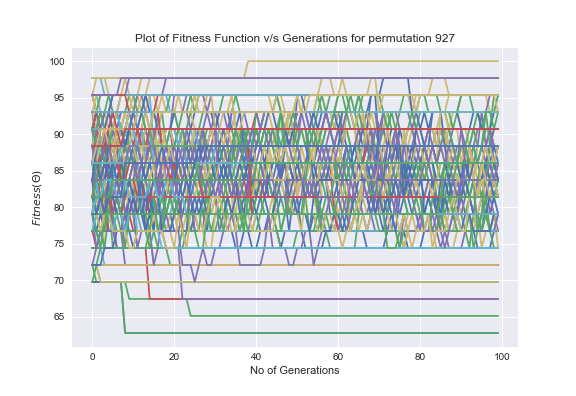 Plot of Fitness Function v/s Generations for permutation 927
100
95
90
85
80
75
70
65
Fitness(Θ)
0 20 40 60 80 100
No of Generations